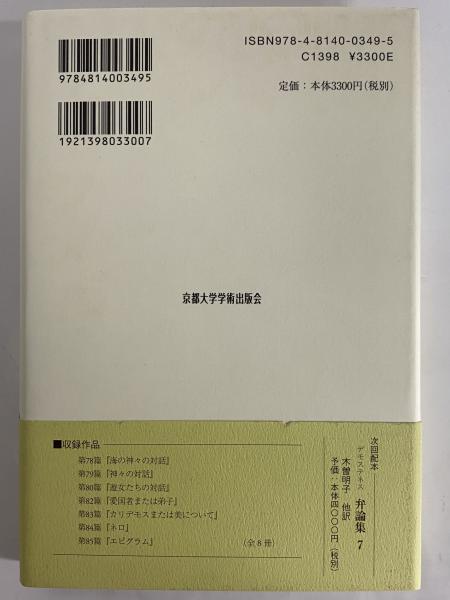 ISBN978-4-8140-0349-5
C1398 ¥3300E
定価：本体3300円(税別)
9784814003495
1921398033007
京都大学学術出版会
■収録作品
第78篇『海の神々の対話』
第79篇『神々の対話』
第80篇『遊女たちの対話』
第82篇『愛国者または弟子』
第83篇『カリデモスまたは美について』
第84篇『ネロ』
第85篇『エピグラム』
(全8冊)
次回配本
デモステネス 弁論集 7
木曽明子 他訳
予価：本体四〇〇〇円(税別)